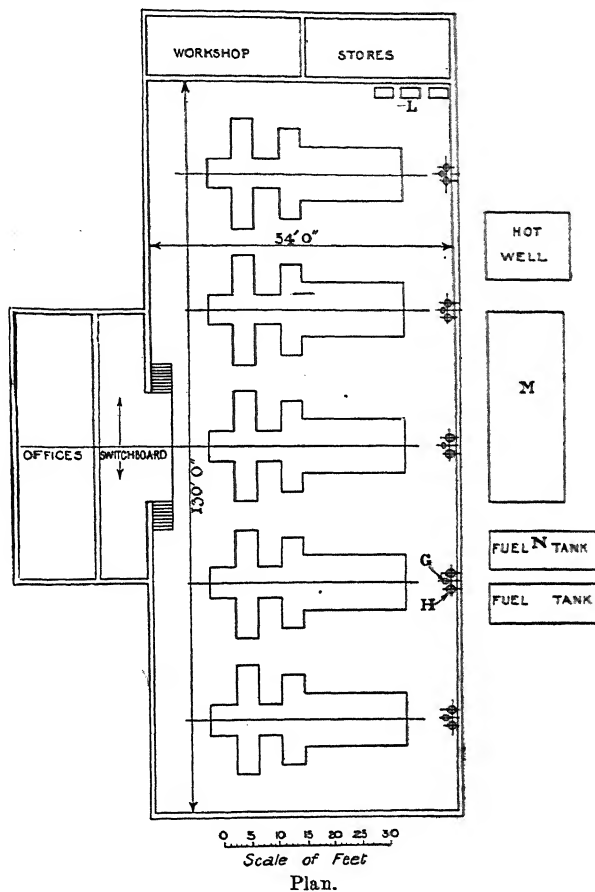 WORKSHOP
STORES
L
54' 0"
HOT
WELL
M
OFFICES
SWITCHBOARD
130' 0"
FUEL N TANK
G
H
FUEL TANK
0 5 10 15 20 25 30
Scale of Feet
Plan.